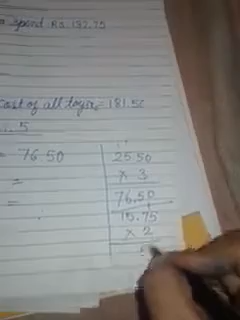 spend Rs. 132.75
cost of all toys = 181.50
5
= 76.50
=
=
25.50
x 3
76.50
15.75
x 2